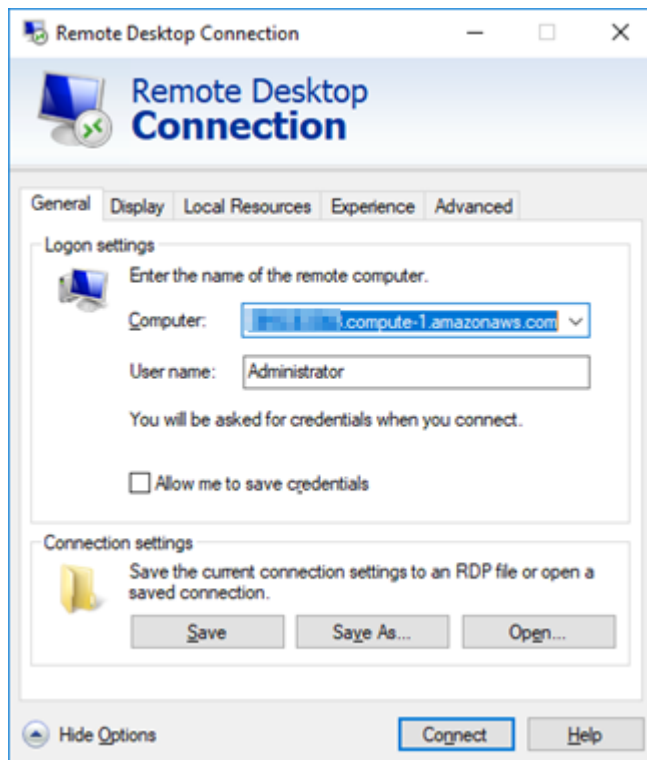 Remote Desktop Connection
Remote Desktop
Connection
General Display Local Resources Experience Advanced
Logon settings
Enter the name of the remote computer.
Computer: .compute-1.amazonaws.com
User name: Administrator
You will be asked for credentials when you connect.
Allow me to save credentials
Connection settings
Save the current connection settings to an RDP file or open a
saved connection.
Save Save As... Open...
Hide Options Connect Help